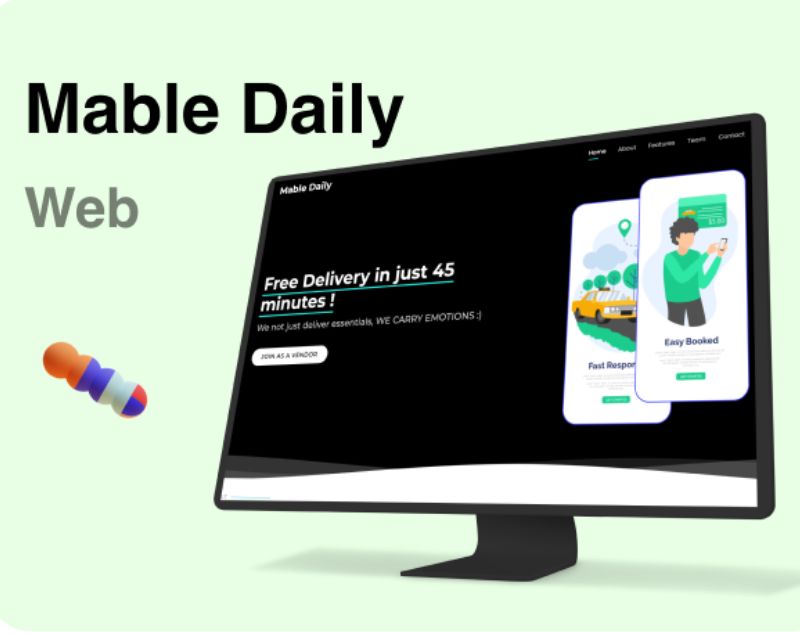 Mable Daily
Web
Home About Features Team Contact
Mable Daily
Free Delivery in just 45
minutes !
We not just deliver essentials, WE CARRY EMOTIONS :)
JOIN AS A VENDOR
Easy Booked
Fast Respon